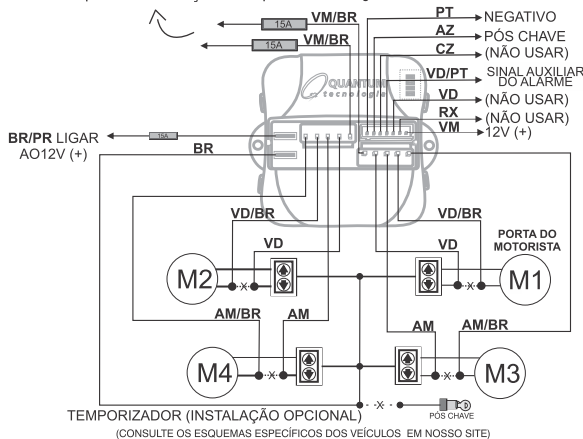 15A VM/BR
15A VM/BR
PT NEGATIVO
AZ PÓS CHAVE
CZ (NÃO USAR)
VD/PT SINAL AUXILIAR DO ALARME
VD (NÃO USAR)
RX (NÃO USAR)
VM 12V (+)
QUANTUM
tecnologia
BR/PR LIGAR
AO12V (+)
15A
BR
VD/BR
VD
VD/BR
VD
PORTA DO
MOTORISTA
M2
X
M1
X
AM/BR
AM
AM
AM/BR
M4
X
M3
X
X
PÓS CHAVE
TEMPORIZADOR (INSTALAÇÃO OPCIONAL)
(CONSULTE OS ESQUEMAS ESPECÍFICOS DOS VEÍCULOS EM NOSSO SITE)